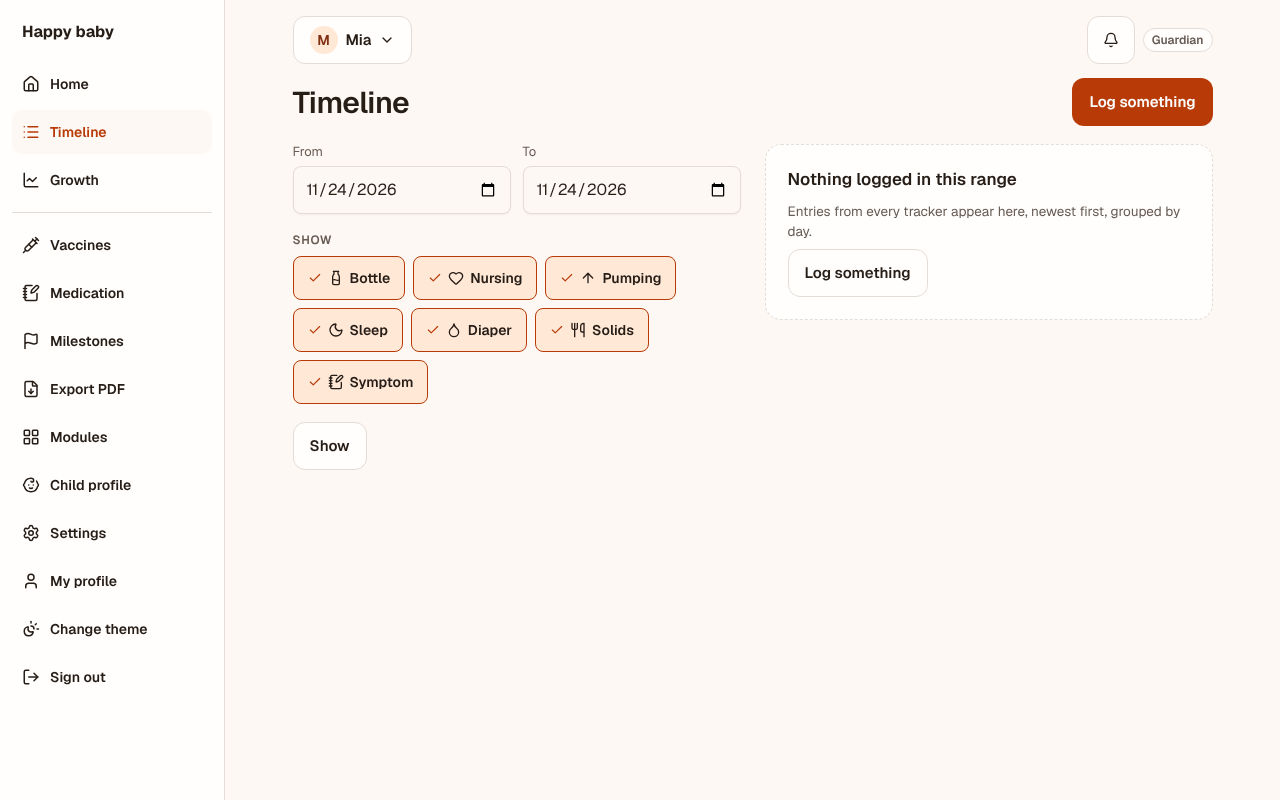 Happy baby
Home
Timeline
Growth
Vaccines
Medication
Milestones
Export PDF
Modules
Child profile
Settings
My profile
Change theme
Sign out
M Mia
Guardian
Timeline
Log something
From
To
11/24/2026
11/24/2026
SHOW
Bottle
Nursing
Pumping
Sleep
Diaper
Solids
Symptom
Show
Nothing logged in this range
Entries from every tracker appear here, newest first, grouped by
day.
Log something